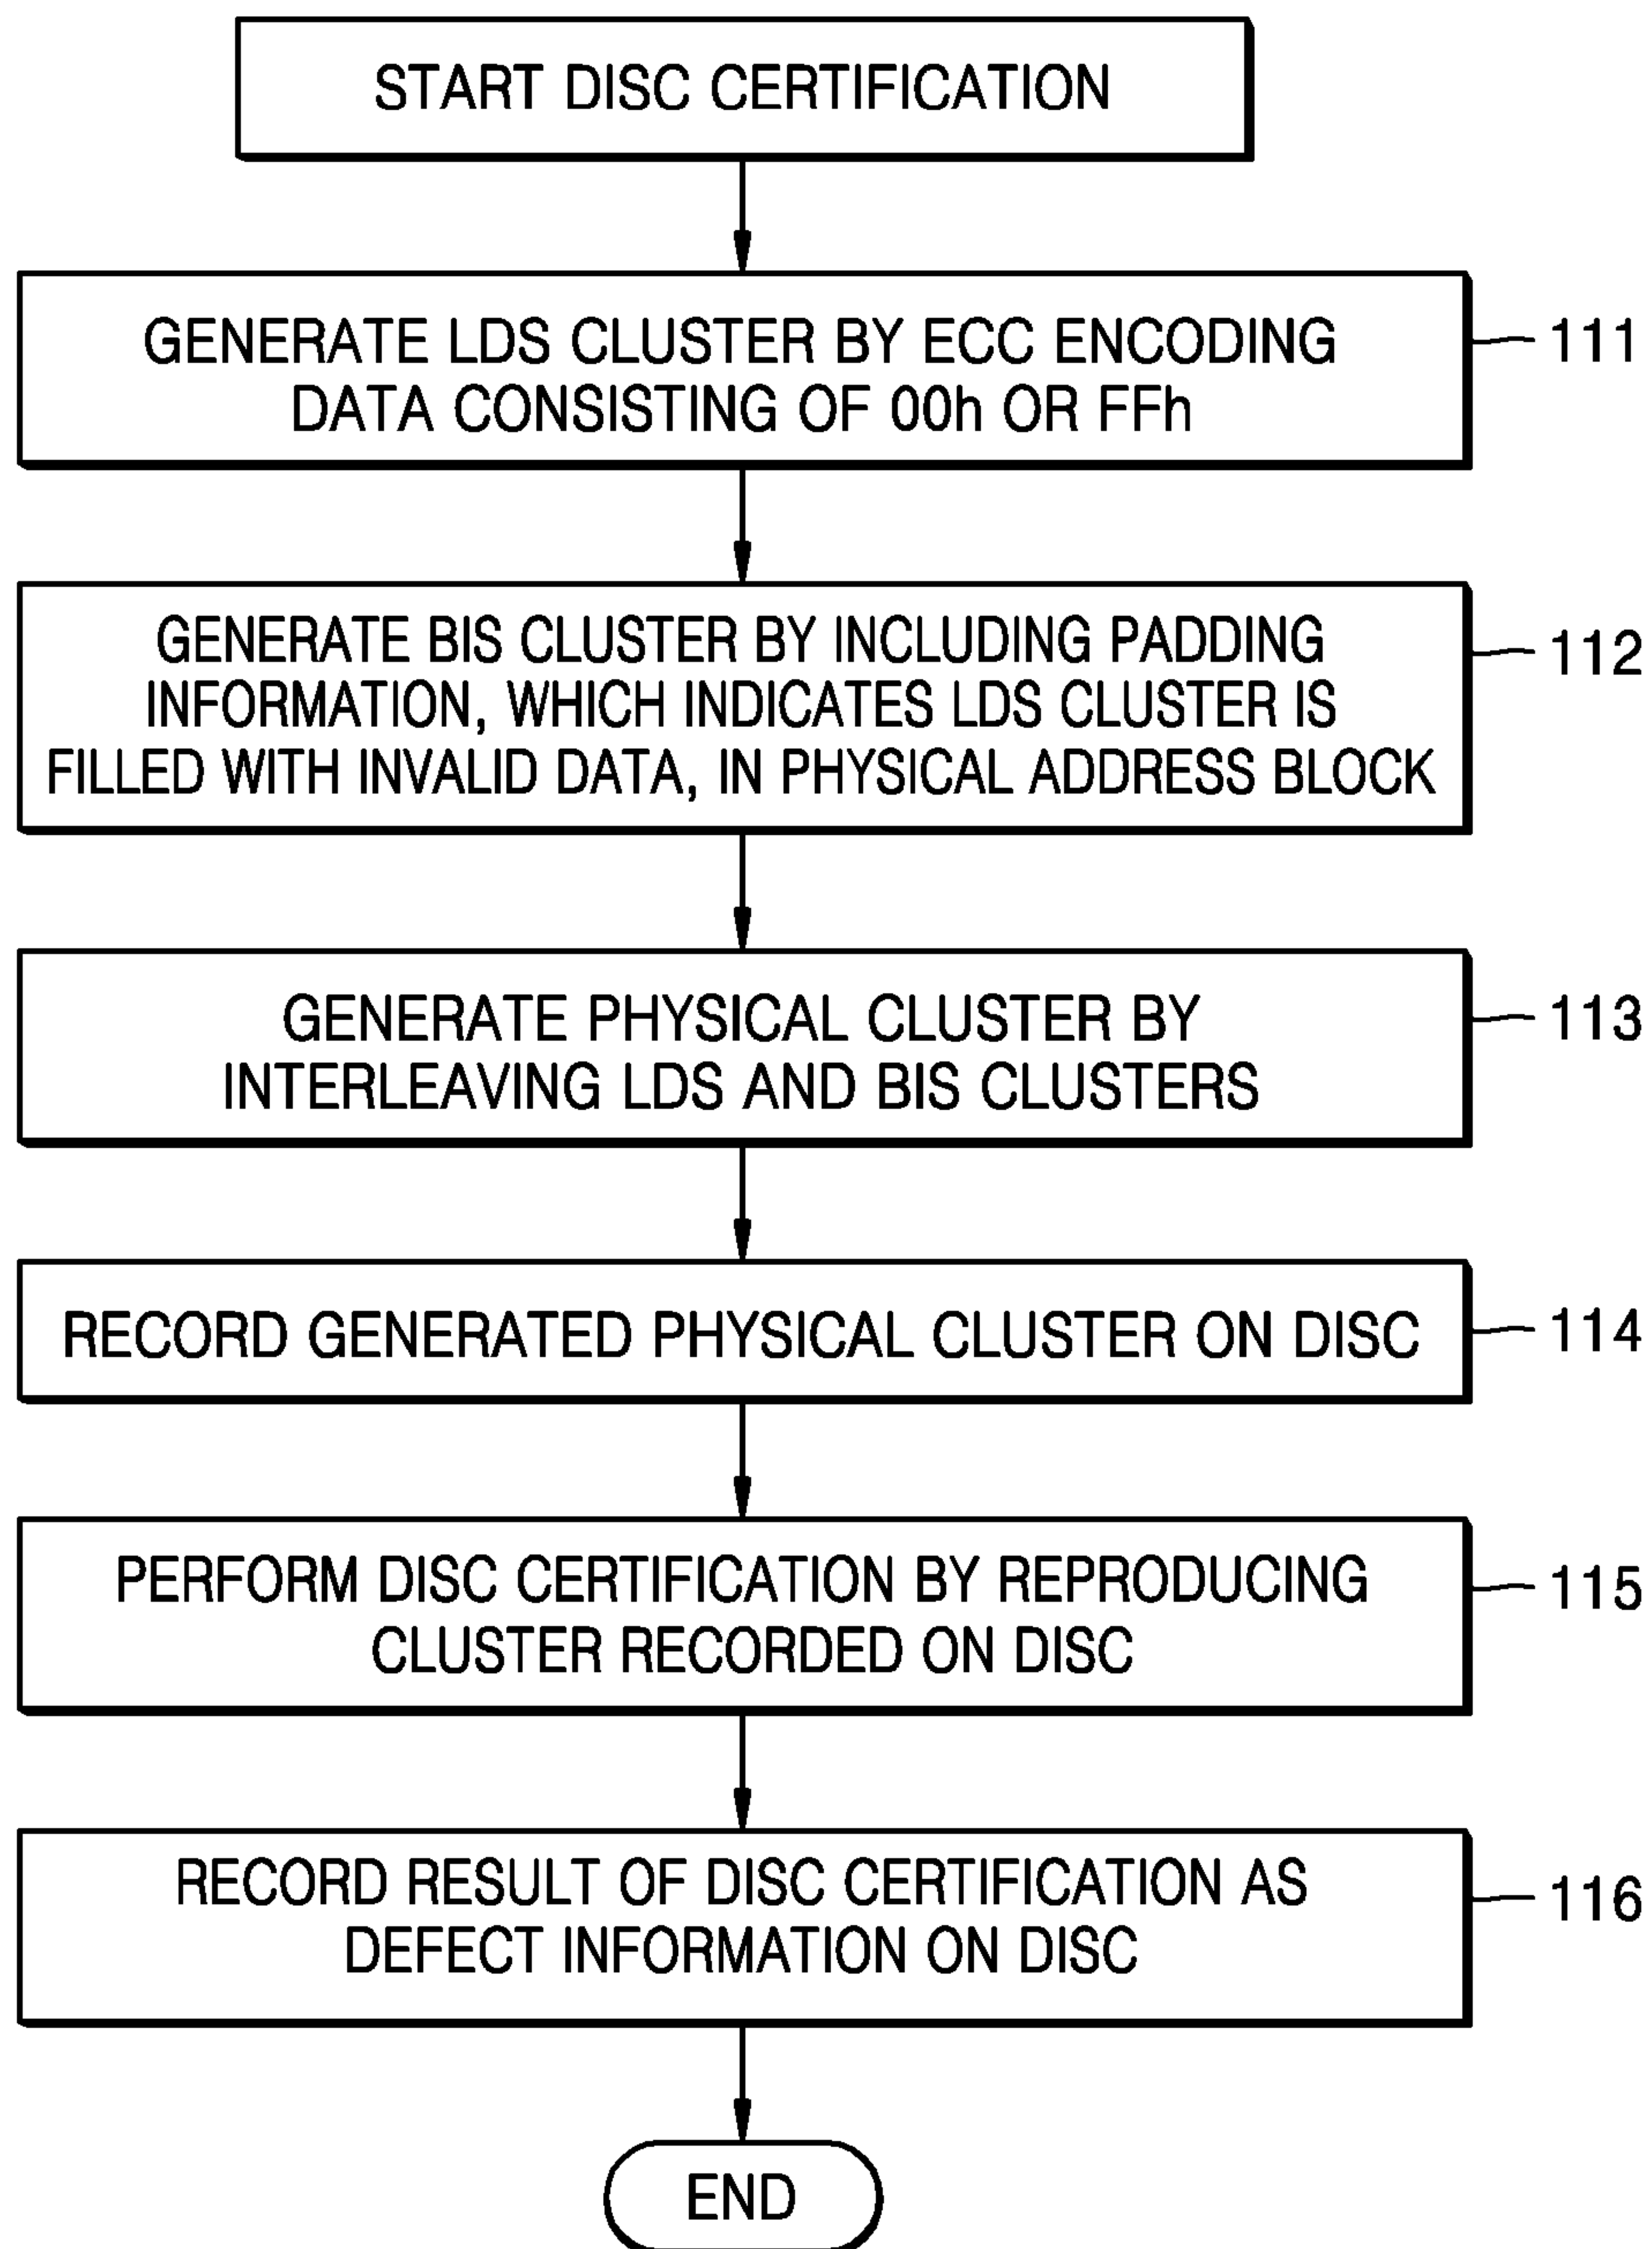 START DISC CERTIFICATION
GENERATE LDS CLUSTER BY ECC ENCODING
DATA CONSISTING OF 00h OR FFh
111
GENERATE BIS CLUSTER BY INCLUDING PADDING
INFORMATION, WHICH INDICATES LDS CLUSTER IS
FILLED WITH INVALID DATA, IN PHYSICAL ADDRESS BLOCK
112
GENERATE PHYSICAL CLUSTER BY
INTERLEAVING LDS AND BIS CLUSTERS
113
RECORD GENERATED PHYSICAL CLUSTER ON DISC
114
PERFORM DISC CERTIFICATION BY REPRODUCING
CLUSTER RECORDED ON DISC
115
RECORD RESULT OF DISC CERTIFICATION AS
DEFECT INFORMATION ON DISC
116
END